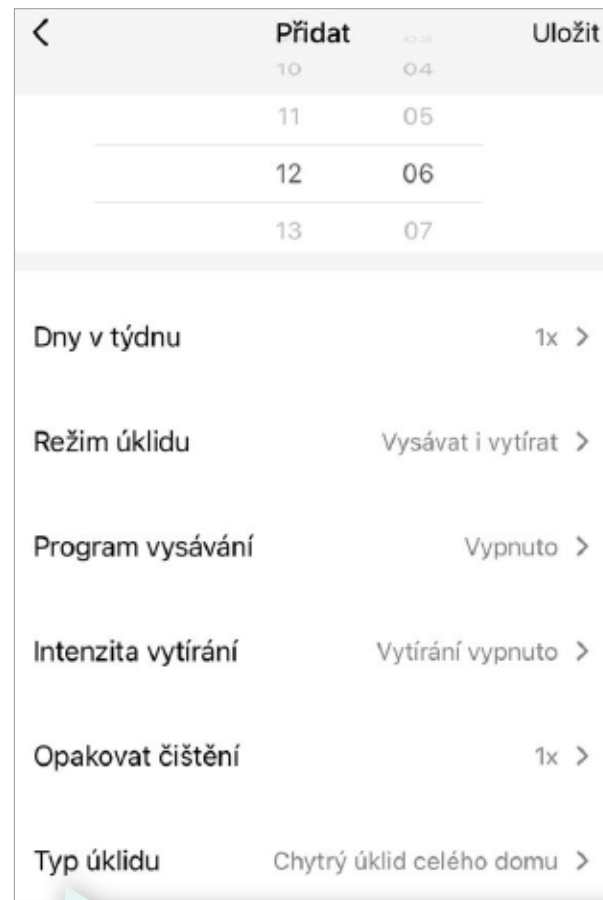 Přidat Uložit
10 04
11 05
12 06
13 07
Dny v týdnu 1x
Režim úklidu Vysávat i vytírat
Program vysávání Vypnuto
Intenzita vytírání Vytírání vypnuto
Opakovat čištění 1x
Typ úklidu Chytrý úklid celého domu